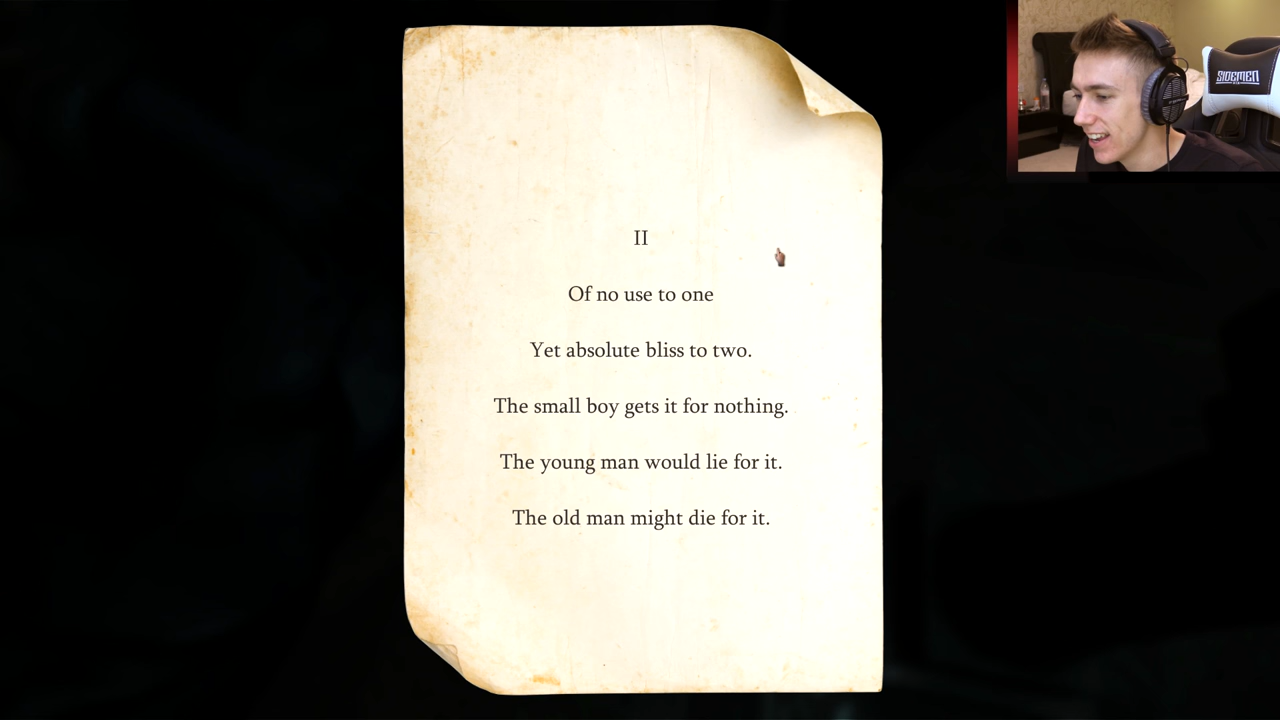 SIDEMEN
II
Of no use to one
Yet absolute bliss to two.
The small boy gets it for nothing.
The young man would lie for it.
The old man might die for it.